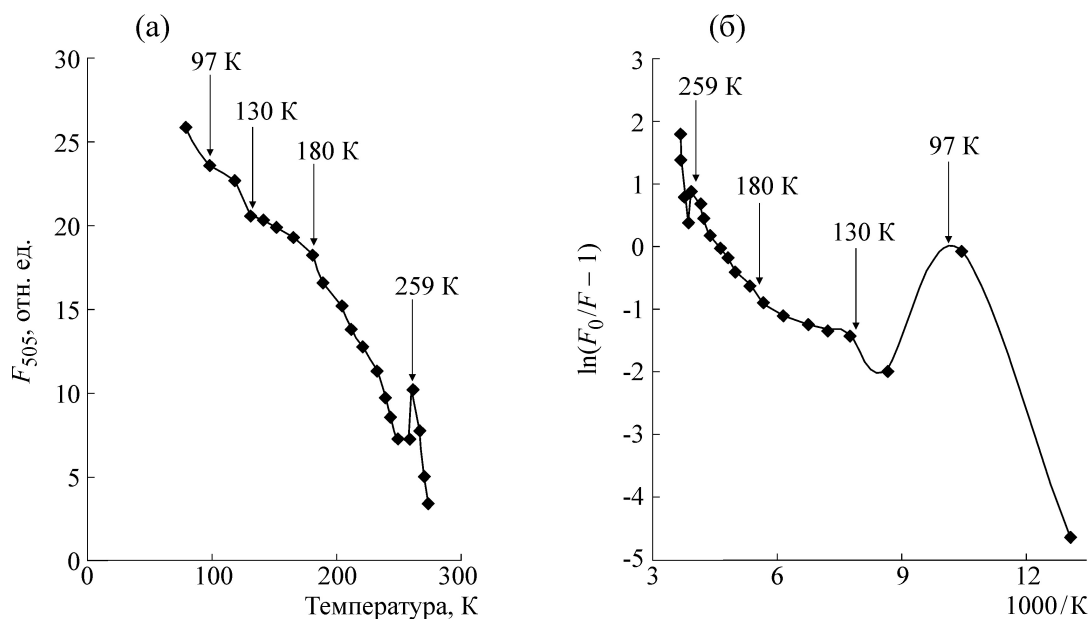 (а)
30
25
20
15
10
5
0
F505, отн. ед.
97 К
130 К
180 К
259 К
0
100
200
300
Температура, К
(б)
3
2
1
0
-1
-2
-3
-4
-5
ln(F0/F – 1)
259 К
180 К
130 К
97 К
3
6
9
12
1000/К